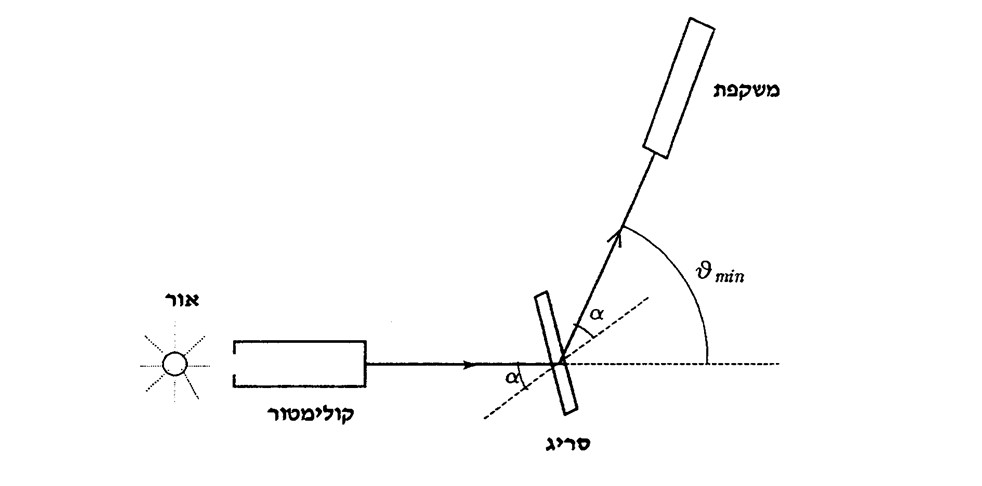 משקפת
ϑ min
α
אור
α
קולימטור
סריג